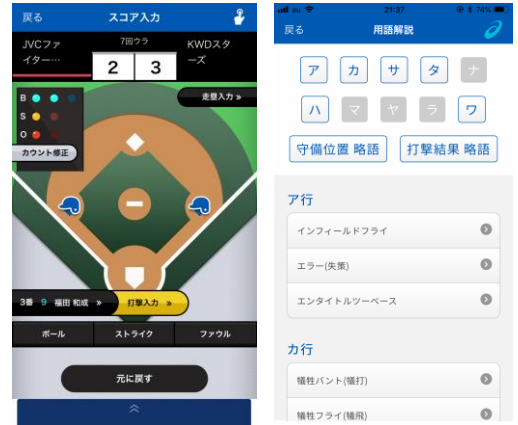 戻る スコア入力
JVCファイター… 7回ウラ KWDスターズ
2 3
B
S
O
カウント修正
走塁入力 »
3番 9 福田 和成 »
打撃入力 »
ボール ストライク ファウル
元に戻す
au 21:37 74%
戻る 用語解説
ア カ サ タ ナ
ハ マ ヤ ラ ワ
守備位置 略語 打撃結果 略語
ア行
インフィールドフライ
エラー(失策)
エンタイトルツーベース
カ行
犠牲バント(犠打)
犠牲フライ(犠飛)